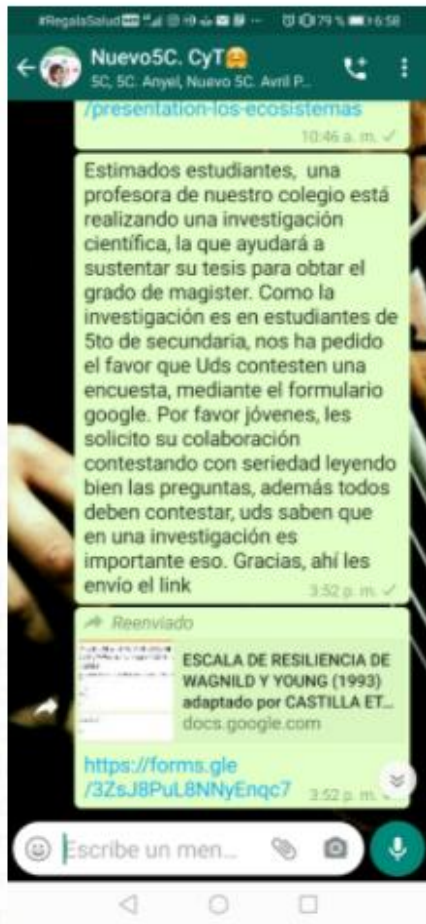 #RegalaSalud
79 % 6:58
Nuevo5C. CyT🤗
5C, 5C. Anyel, Nuevo 5C. Avril P...
/presentation-los-ecosistemas
10:46 a. m. ✓
Estimados estudiantes, una
profesora de nuestro colegio está
realizando una investigación
científica, la que ayudará a
sustentar su tesis para obtar el
grado de magister. Como la
investigación es en estudiantes de
5to de secundaria, nos ha pedido
el favor que Uds contesten una
encuesta, mediante el formulario
google. Por favor jóvenes, les
solicito su colaboración
contestando con seriedad leyendo
bien las preguntas, además todos
deben contestar, uds saben que
en una investigación es
importante eso. Gracias, ahí les
envío el link
3:52 p. m. ✓
Reenviado
ESCALA DE RESILIENCIA DE
WAGNILD Y YOUNG (1993)
adaptado por CASTILLA ET...
docs.google.com
https://forms.gle
/3ZsJ8PuL8NNyEnqc7
3:52 p. m.
Escribe un men...